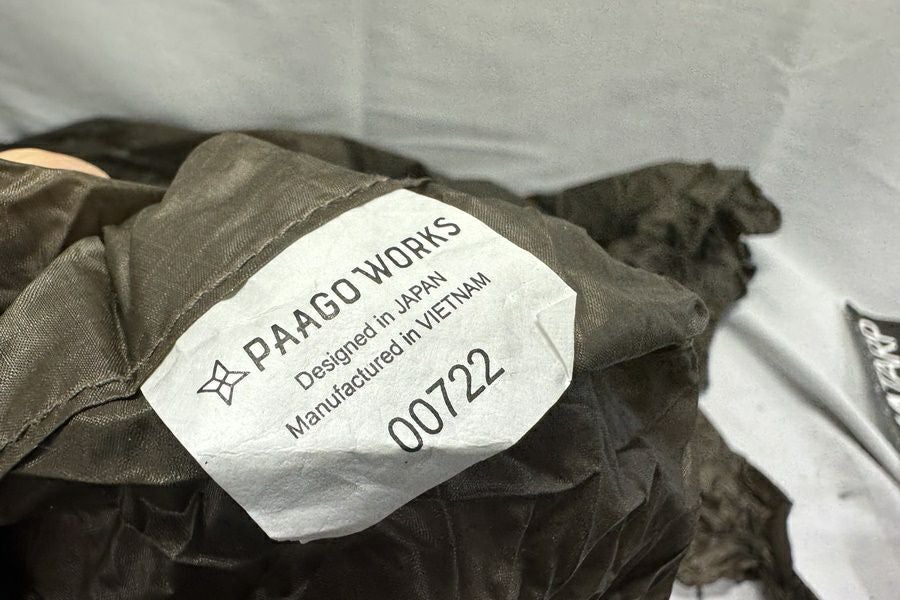 PAAGO WORKS
Designed in JAPAN
Manufactured in VIETNAM
00722